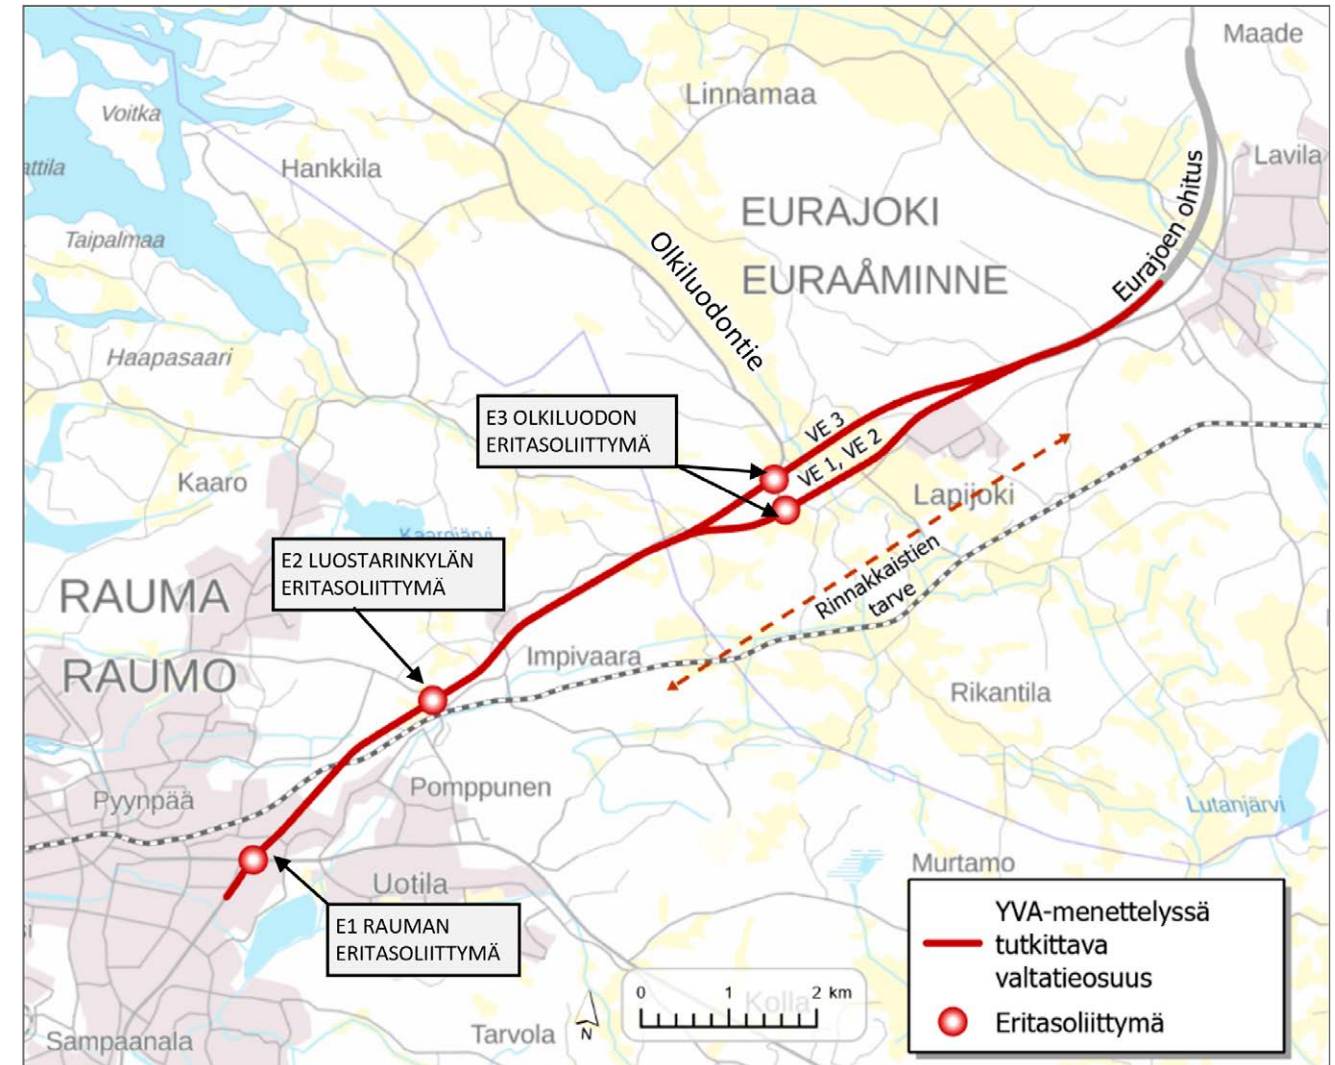 Maade
Linnamaa
Voitka
Hankkila
Lavila
attila
EURAJOKI
EURAÅMINNE
Eurajoen ohitus
Taipalmaa
Olkiluodontie
Haapasaari
E3 OLKILUODON
ERITASOLIITTYMÄ
VE 3
VE 1, VE 2
Kaaro
Lapijoki
Kaarojärvi
E2 LUOSTARINKYLÄN
ERITASOLIITTYMÄ
Rinnakkaistien
tarve
RAUMA
RAUMO
Impivaara
Rikantila
Pomppunen
Pyynpää
Lutanjärvi
Murtamo
Uotila
E1 RAUMAN
ERITASOLIITTYMÄ
YVA-menettelyssä
tutkittava
valtatieosuus
Eritasoliittymä
0 1 2 km
Kolla
N
Tarvola
Sampaanala